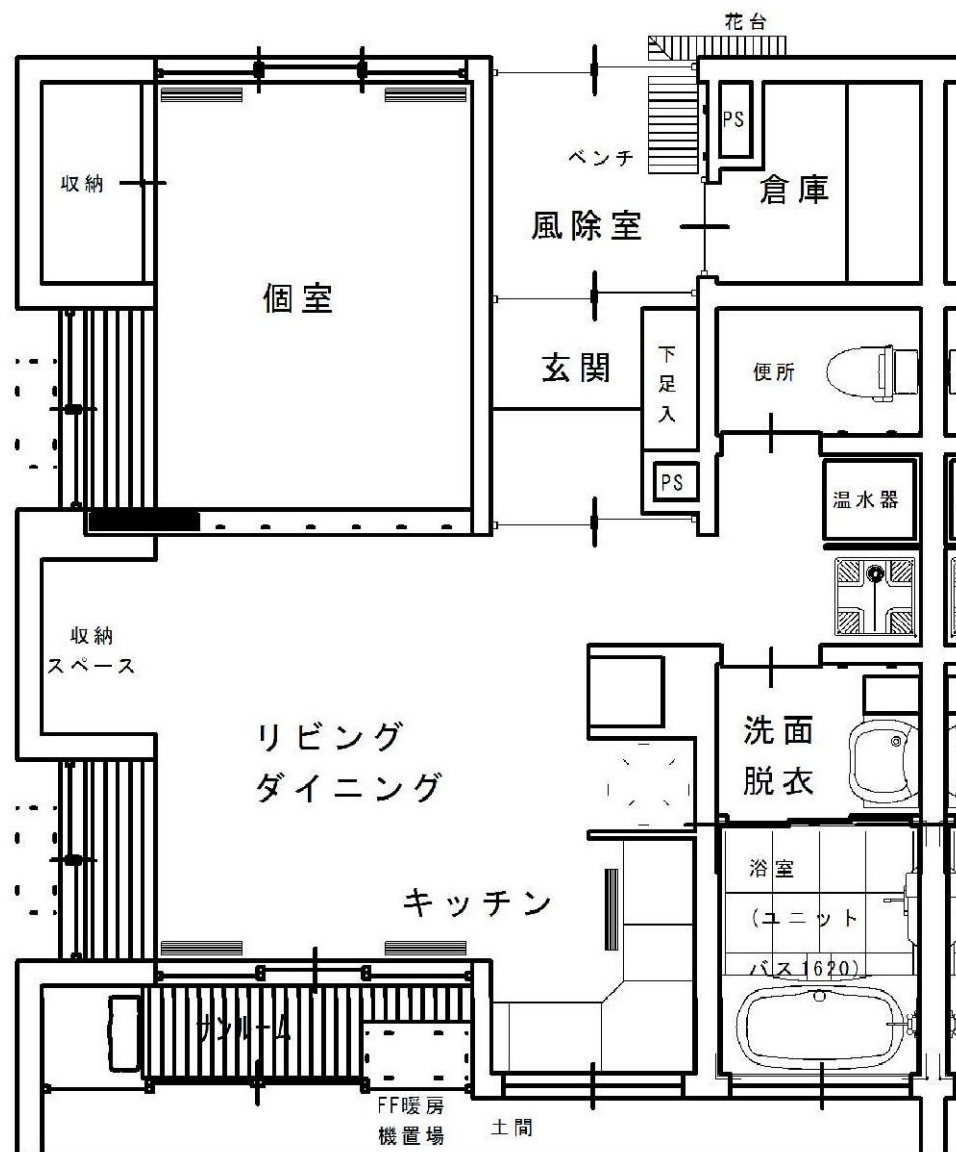 花台
PS
ベンチ
収納
倉庫
風除室
個室
玄関
下足入
便所
PS
温水器
収納
スペース
リビング
ダイニング
洗面
脱衣
キッチン
浴室
(ユニット
バス1620)
サンルーム
FF暖房
機置場
土間